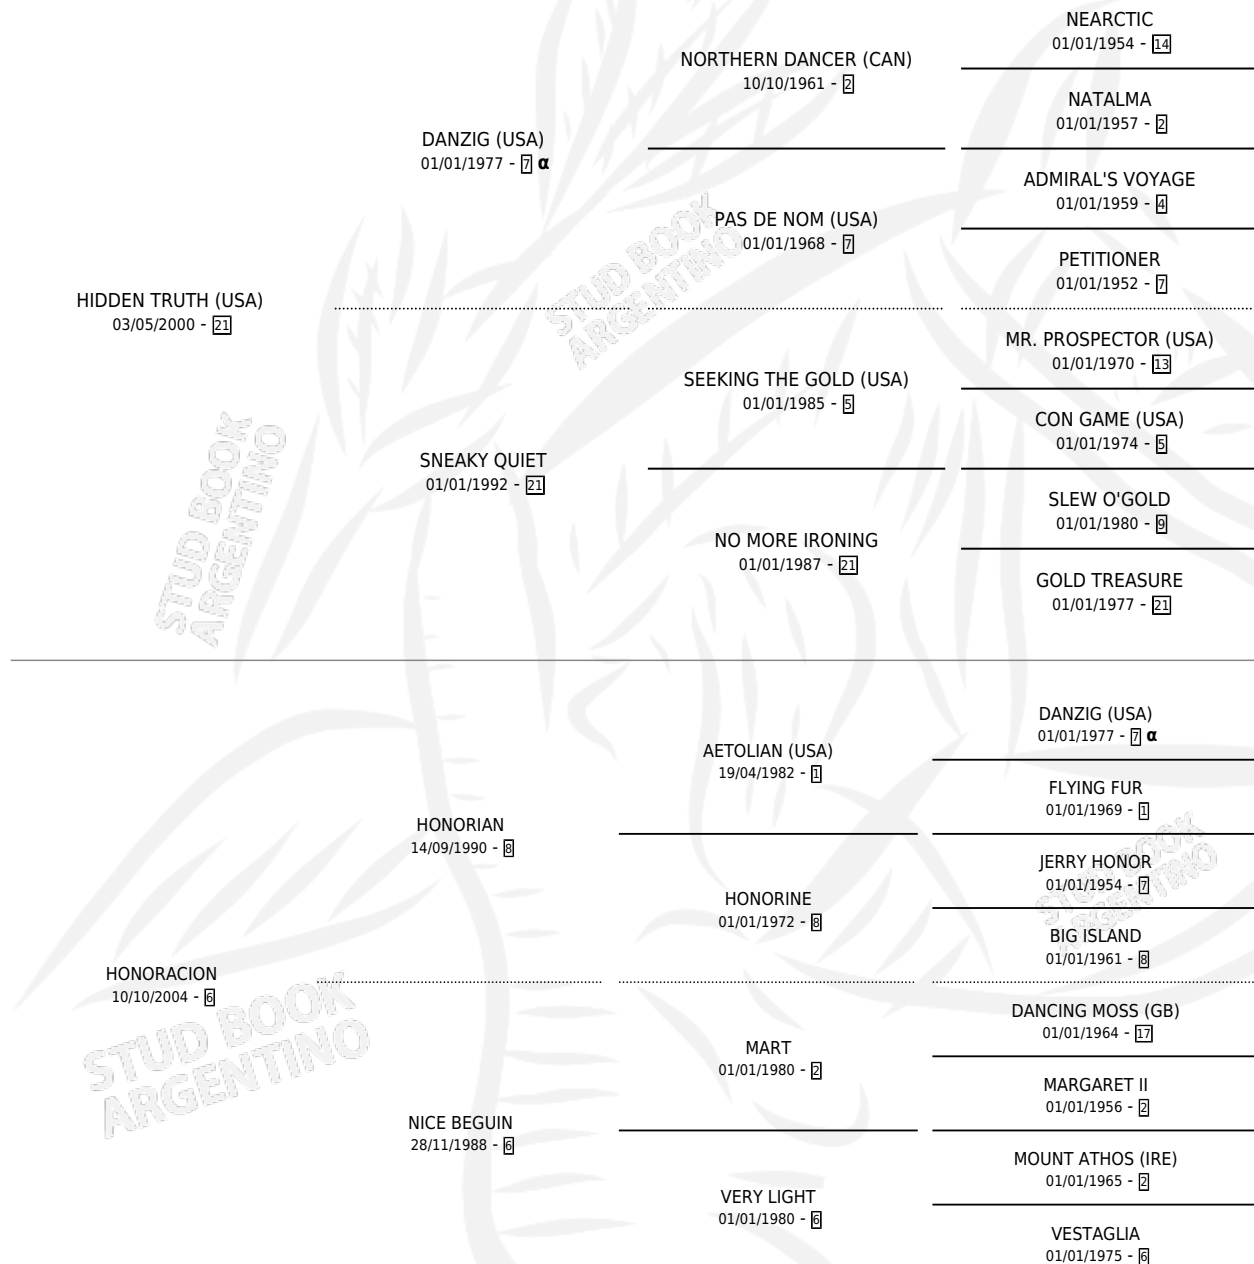 NEARCTIC
01/01/1954 - 14
NORTHERN DANCER (CAN)
10/10/1961 - 2
NATALMA
01/01/1957 - 2
DANZIG (USA)
01/01/1977 - 7 α
ADMIRAL'S VOYAGE
01/01/1959 - 4
PAS DE NOM (USA)
01/01/1968 - 7
PETITIONER
01/01/1952 - 7
HIDDEN TRUTH (USA)
03/05/2000 - 21
MR. PROSPECTOR (USA)
01/01/1970 - 13
SEEKING THE GOLD (USA)
01/01/1985 - 5
CON GAME (USA)
01/01/1974 - 5
SNEAKY QUIET
01/01/1992 - 21
SLEW O'GOLD
01/01/1980 - 9
NO MORE IRONING
01/01/1987 - 21
GOLD TREASURE
01/01/1977 - 21
DANZIG (USA)
01/01/1977 - 7 α
AETOLIAN (USA)
19/04/1982 - 1
FLYING FUR
01/01/1969 - 1
HONORIAN
14/09/1990 - 8
JERRY HONOR
01/01/1954 - 7
HONORINE
01/01/1972 - 8
BIG ISLAND
01/01/1961 - 8
HONORACION
10/10/2004 - 6
DANCING MOSS (GB)
01/01/1964 - 17
MART
01/01/1980 - 2
MARGARET II
01/01/1956 - 2
NICE BEGUIN
28/11/1988 - 6
MOUNT ATHOS (IRE)
01/01/1965 - 2
VERY LIGHT
01/01/1980 - 6
VESTAGLIA
01/01/1975 - 6
STUD BOOK
ARGENTINO
STUD BOOK
ARGENTINO
STUD BOOK
ARGENTINO
STUD BOOK
ARGENTINO